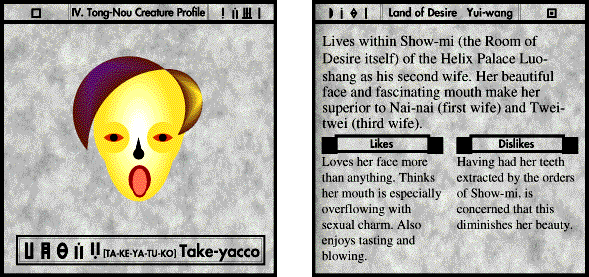 IV. Tong-Nou Creature Profile
[TA-KE-YA-TU-KO] Take-yacco
Land of Desire Yui-wang
Lives within Show-mi (the Room of
Desire itself) of the Helix Palace Luo-
shang as his second wife. Her beautiful
face and fascinating mouth make her
superior to Nai-nai (first wife) and Twei-
twei (third wife).
Likes
Loves her face more
than anything. Thinks
her mouth is especially
overflowing with
sexual charm. Also
enjoys tasting and
blowing.
Dislikes
Having had her teeth
extracted by the orders
of Show-mi, is
concerned that this
diminishes her beauty.